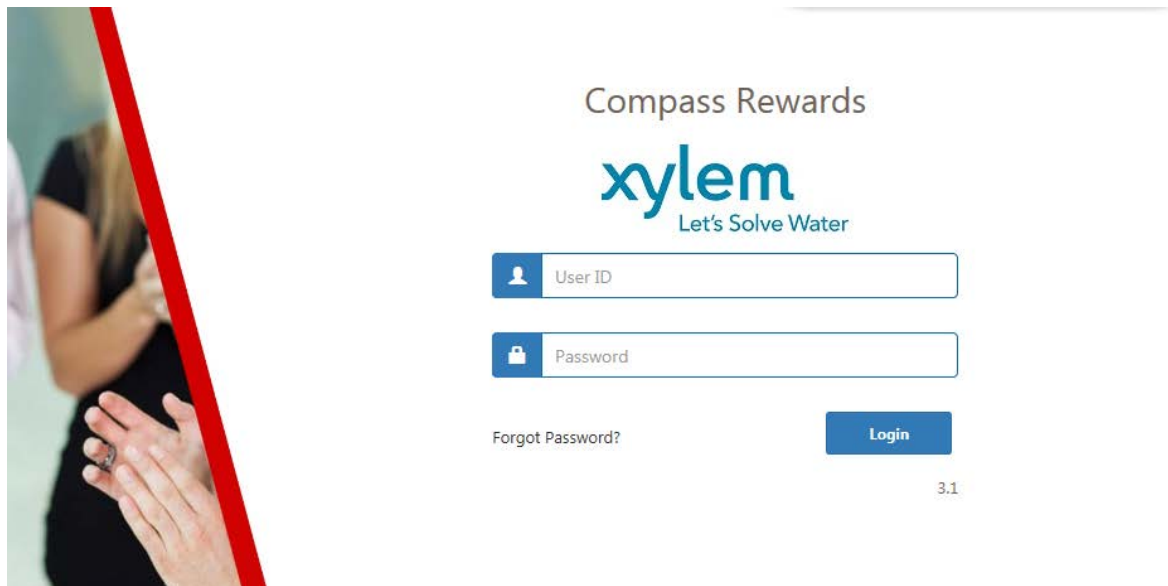 Compass Rewards
xylem
Let's Solve Water
User ID
Password
Forgot Password?
Login
3.1